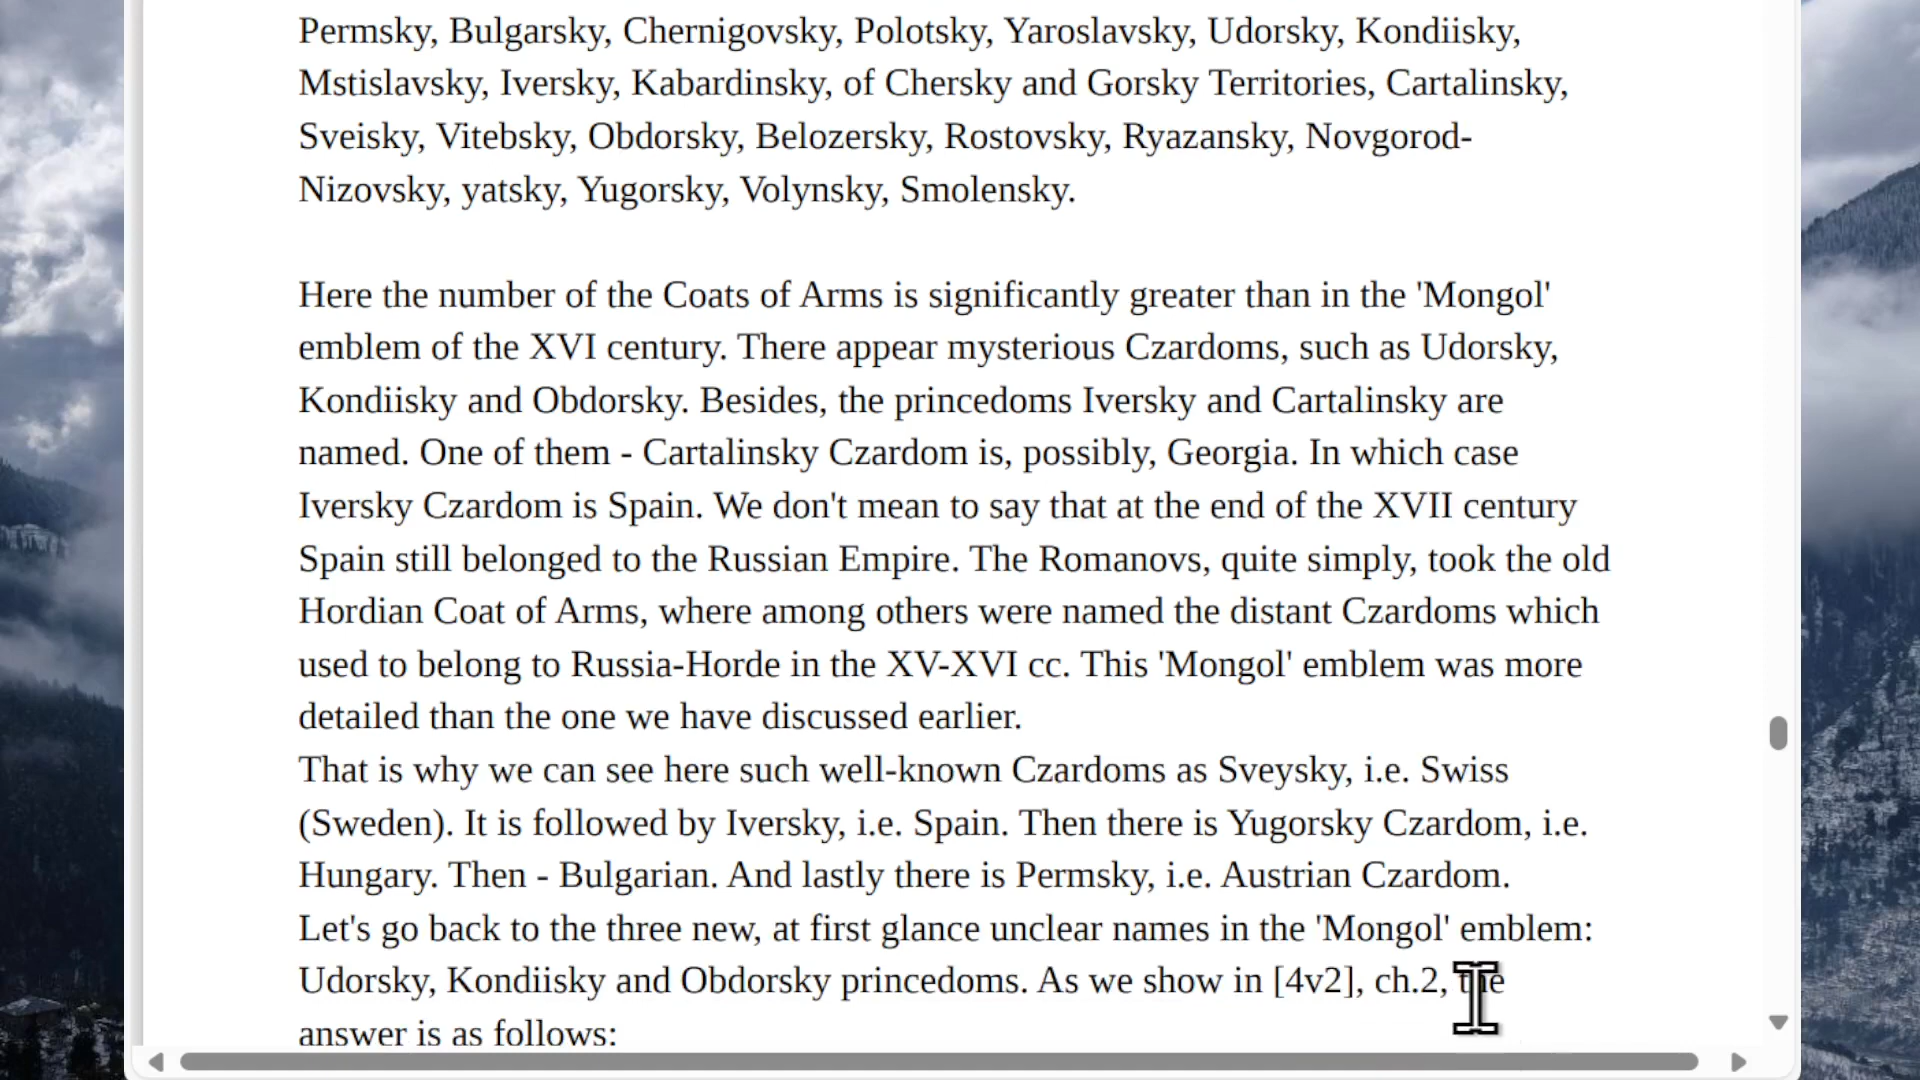 Permsky, Bulgarsky, Chernigovsky, Polotsky, Yaroslavsky, Udorsky, Kondiisky,
Mstislavsky, Iversky, Kabardinsky, of Chersky and Gorsky Territories, Cartalinsky,
Sveisky, Vitebsky, Obdorsky, Belozersky, Rostovsky, Ryazansky, Novgorod-
Nizovsky, yatsky, Yugorsky, Volynsky, Smolensky.
Here the number of the Coats of Arms is significantly greater than in the 'Mongol'
emblem of the XVI century. There appear mysterious Czardoms, such as Udorsky,
Kondiisky and Obdorsky. Besides, the princedoms Iversky and Cartalinsky are
named. One of them - Cartalinsky Czardom is, possibly, Georgia. In which case
Iversky Czardom is Spain. We don't mean to say that at the end of the XVII century
Spain still belonged to the Russian Empire. The Romanovs, quite simply, took the old
Hordian Coat of Arms, where among others were named the distant Czardoms which
used to belong to Russia-Horde in the XV-XVI cc. This 'Mongol' emblem was more
detailed than the one we have discussed earlier.
That is why we can see here such well-known Czardoms as Sveysky, i.e. Swiss
(Sweden). It is followed by Iversky, i.e. Spain. Then there is Yugorsky Czardom, i.e.
Hungary. Then - Bulgarian. And lastly there is Permsky, i.e. Austrian Czardom.
Let's go back to the three new, at first glance unclear names in the 'Mongol' emblem:
Udorsky, Kondiisky and Obdorsky princedoms. As we show in [4v2], ch.2, the
answer is as follows: